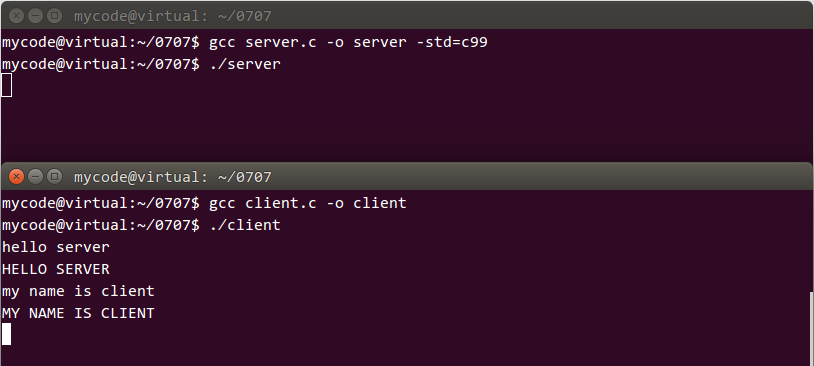 mycode@virtual: ~/0707
mycode@virtual:~/0707$ gcc server.c -o server -std=c99
mycode@virtual:~/0707$ ./server
mycode@virtual: ~/0707
mycode@virtual:~/0707$ gcc client.c -o client
mycode@virtual:~/0707$ ./client
hello server
HELLO SERVER
my name is client
MY NAME IS CLIENT